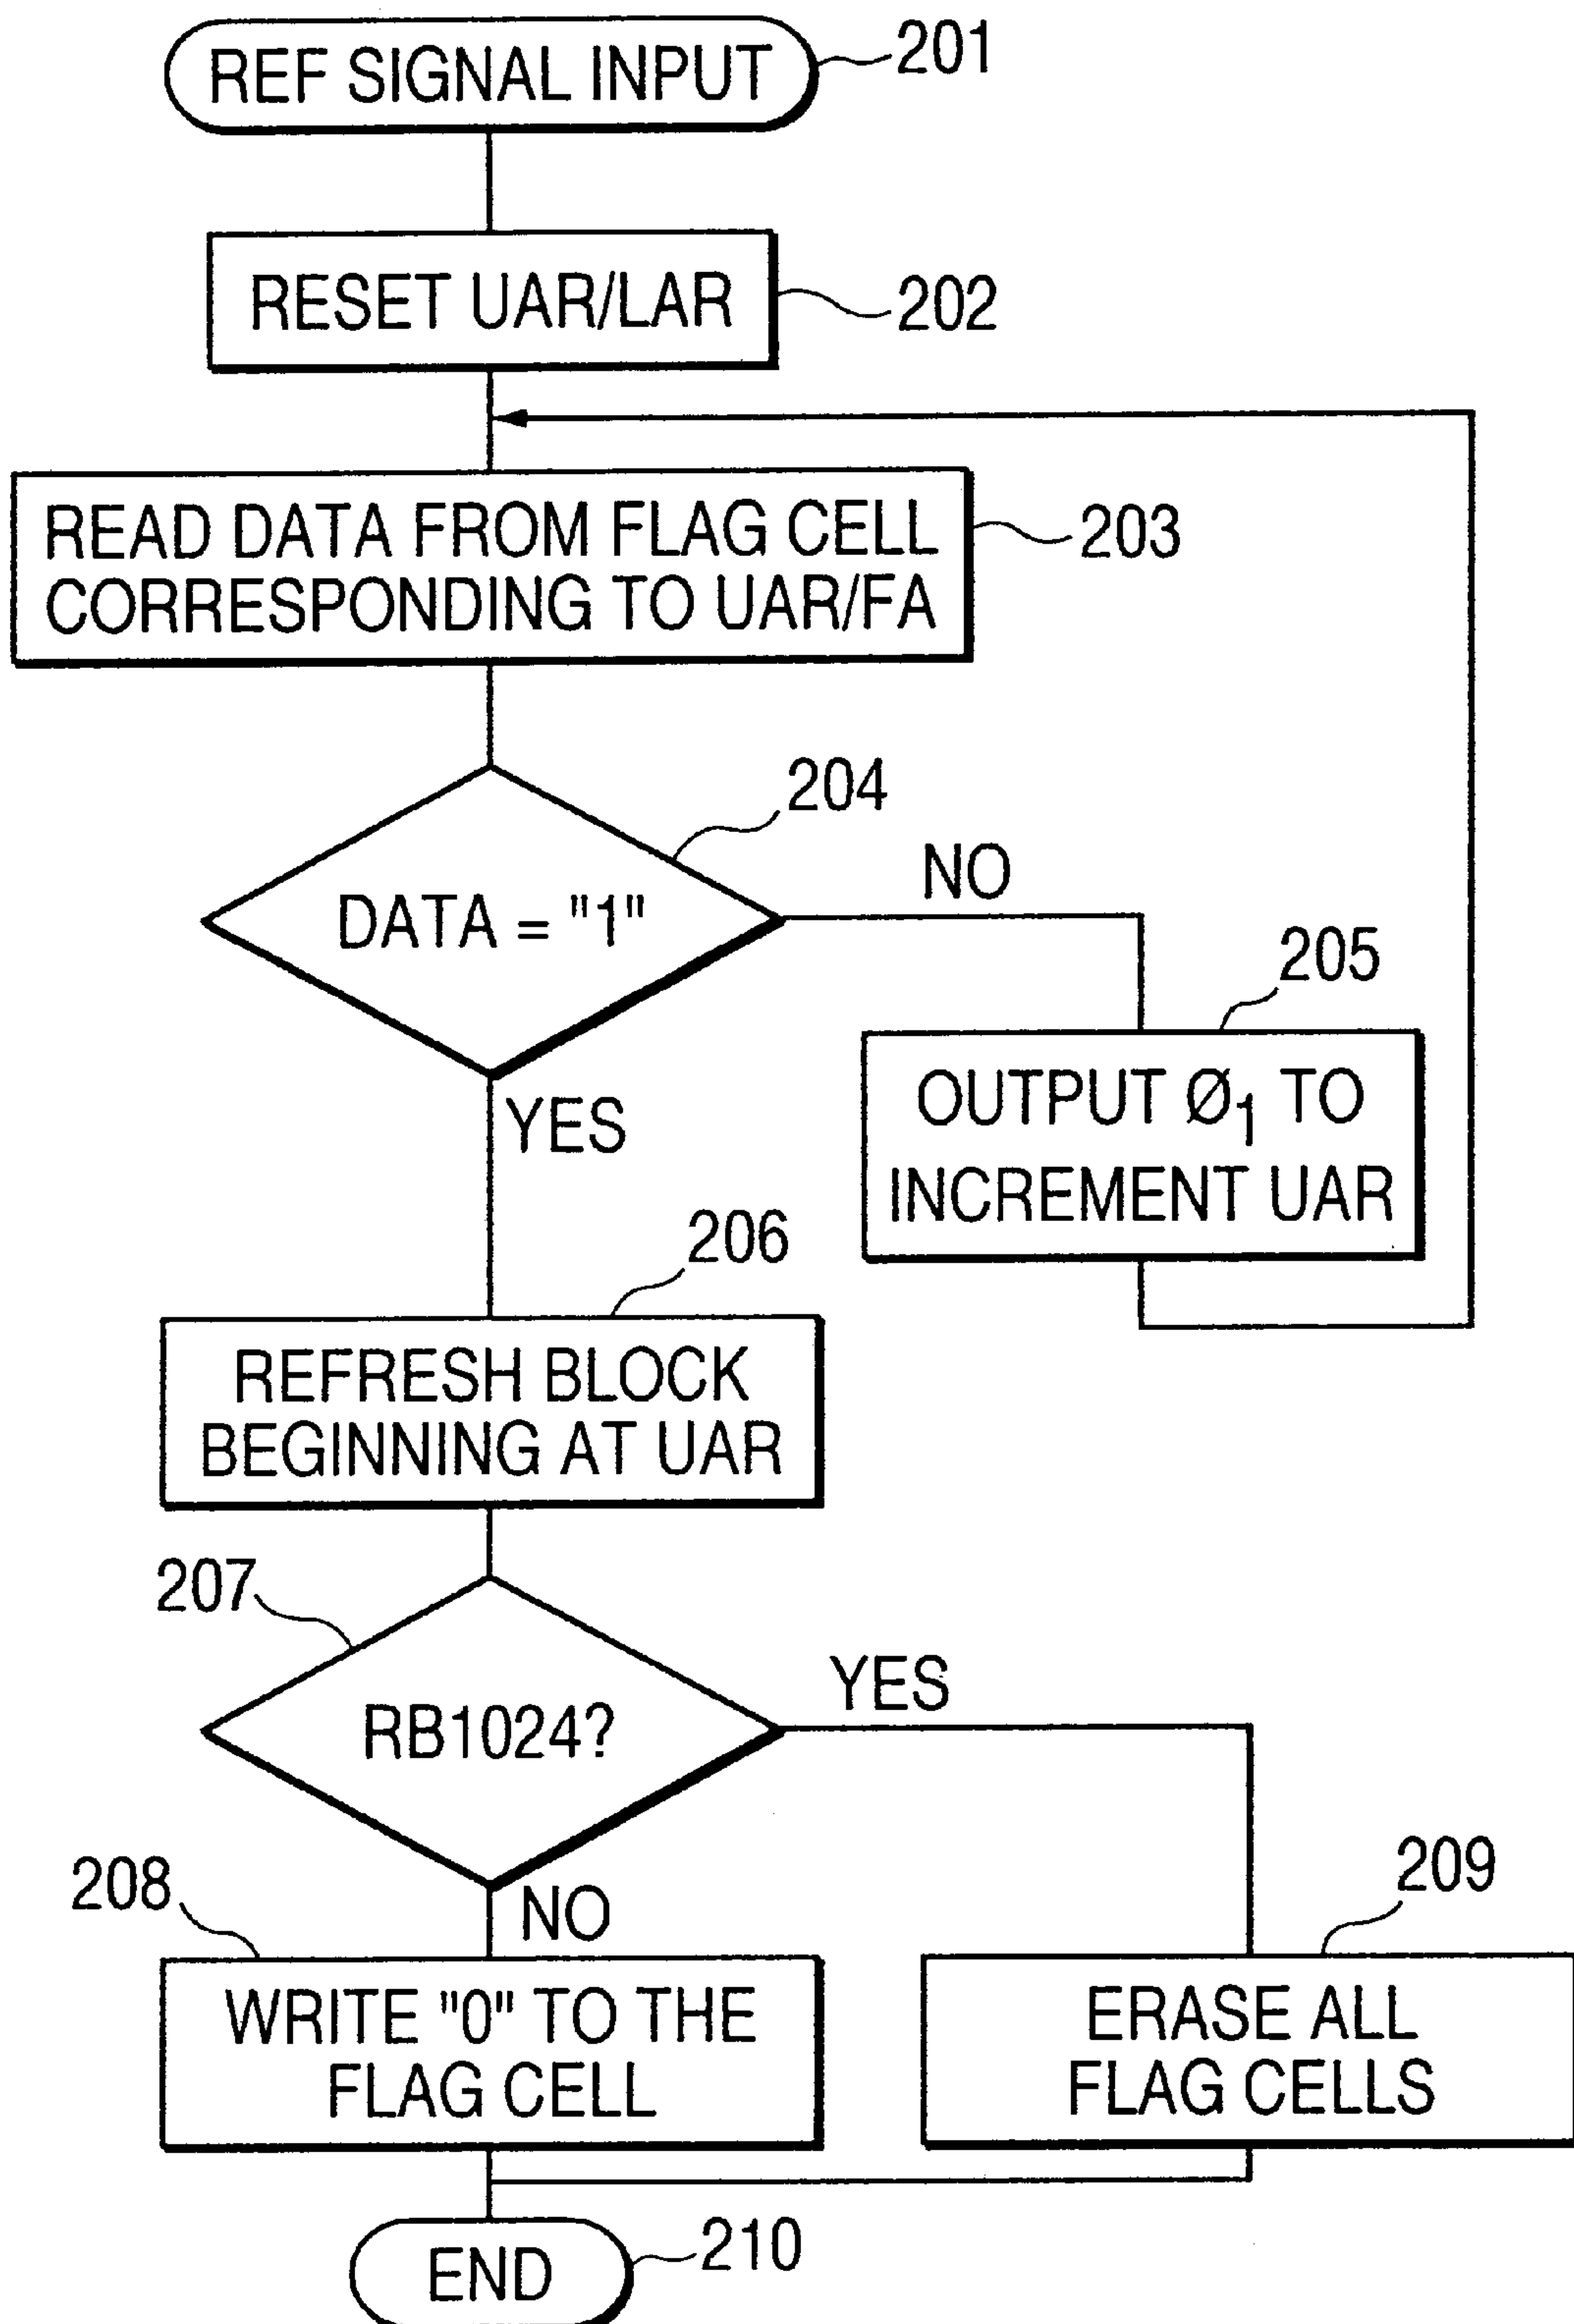 REF SIGNAL INPUT
201
RESET UAR/LAR
202
READ DATA FROM FLAG CELL
CORRESPONDING TO UAR/FA
203
204
DATA = "1"
NO
205
OUTPUT Ø1 TO
INCREMENT UAR
YES
206
REFRESH BLOCK
BEGINNING AT UAR
207
RB1024?
YES
NO
208
WRITE "0" TO THE
FLAG CELL
209
ERASE ALL
FLAG CELLS
END
210